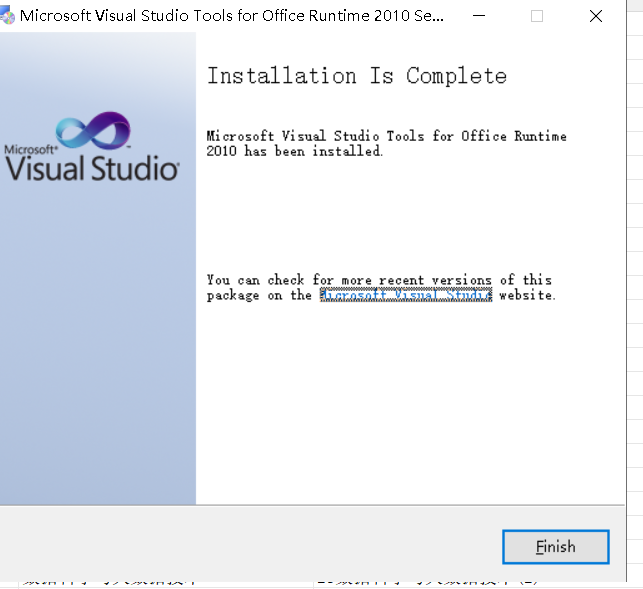 Microsoft Visual Studio Tools for Office Runtime 2010 Se...
Installation Is Complete
Microsoft®
Visual Studio®
Microsoft Visual Studio Tools for Office Runtime
2010 has been installed.
You can check for more recent versions of this
package on the Microsoft Visual Studio website.
Finish